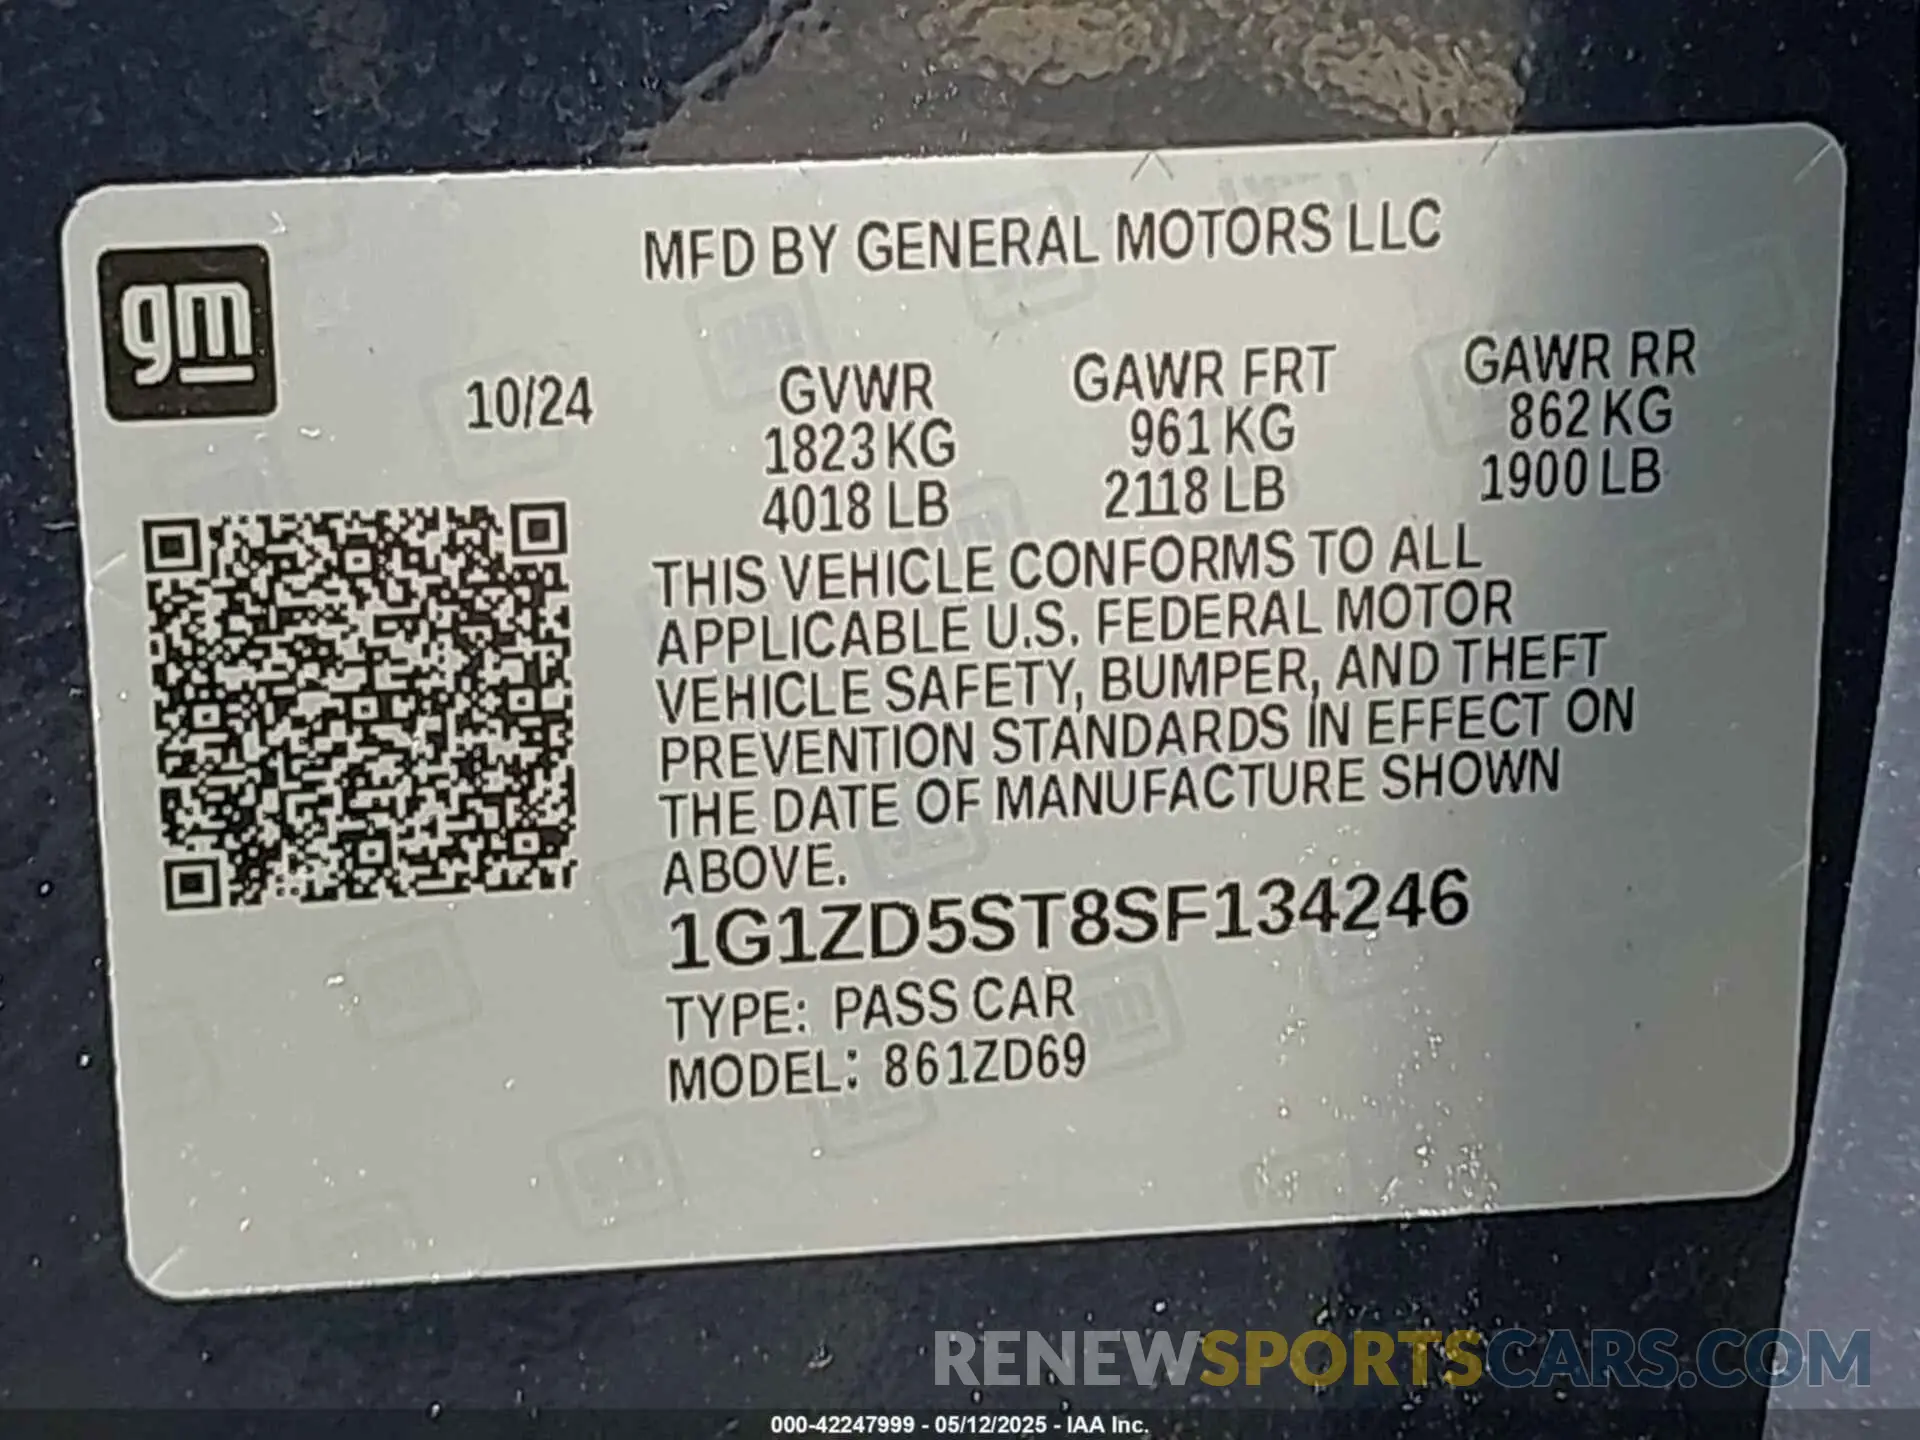 MFD BY GENERAL MOTORS LLC
gm
10/24
GVWR GAWR FRT GAWR RR
1823 KG 961 KG 862 KG
4018 LB 2118 LB 1900 LB
THIS VEHICLE CONFORMS TO ALL
APPLICABLE U.S. FEDERAL MOTOR
VEHICLE SAFETY, BUMPER, AND THEFT
PREVENTION STANDARDS IN EFFECT ON
THE DATE OF MANUFACTURE SHOWN
ABOVE.
1G1ZD5ST8SF134246
TYPE: PASS CAR
MODEL: 861ZD69
RENEWSPORTSCARS.COM
000-42247999 - 05/12/2025 - IAA Inc.